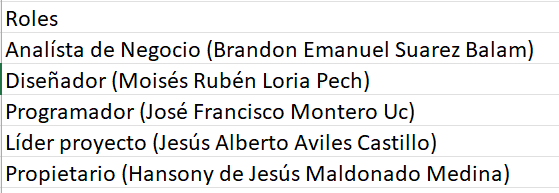 Roles
Analísta de Negocio (Brandon Emanuel Suarez Balam)
Diseñador (Moisés Rubén Loria Pech)
Programador (José Francisco Montero Uc)
Líder proyecto (Jesús Alberto Aviles Castillo)
Propietario (Hansony de Jesús Maldonado Medina)